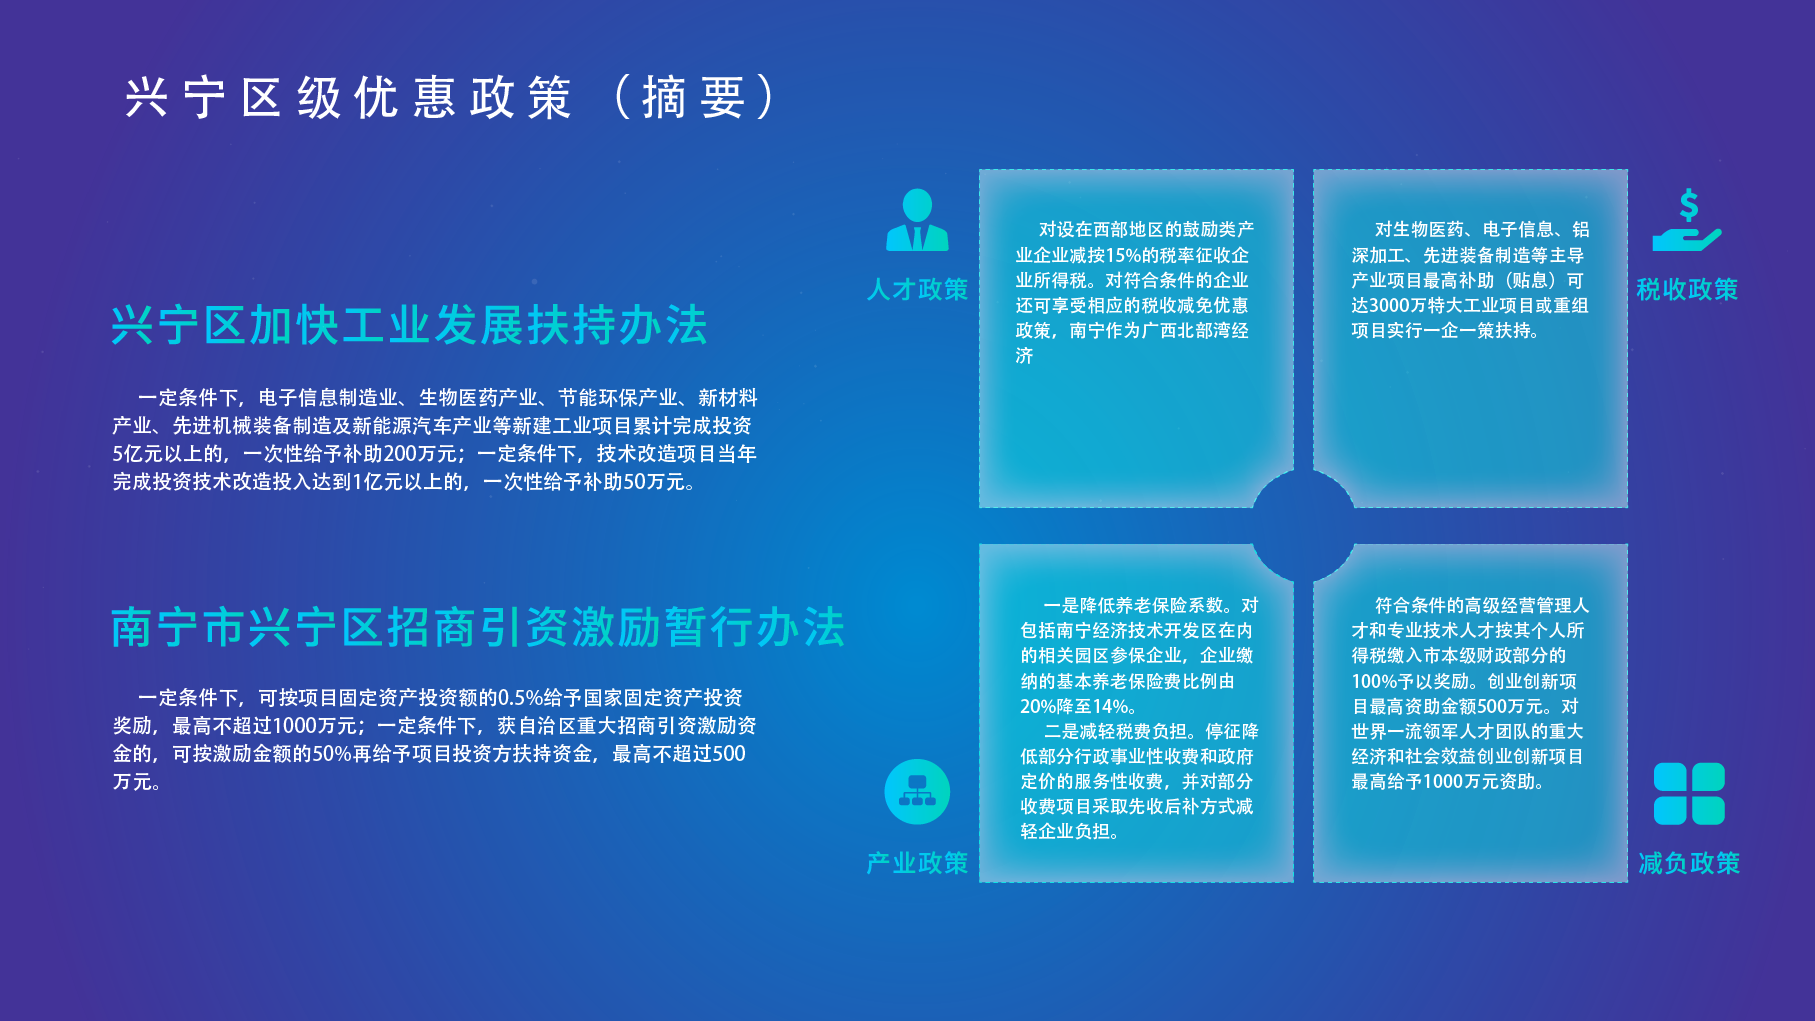 兴宁区级优惠政策（摘要）
兴宁区加快工业发展扶持办法
一定条件下，电子信息制造业、生物医药产业、节能环保产业、新材料
产业、先进机械装备制造及新能源汽车产业等新建工业项目累计完成投资
5亿元以上的，一次性给予补助200万元；一定条件下，技术改造项目当年
完成投资技术改造投入达到1亿元以上的，一次性给予补助50万元。
南宁市兴宁区招商引资激励暂行办法
一定条件下，可按项目固定资产投资额的0.5%给予国家固定资产投资
奖励，最高不超过1000万元；一定条件下，获自治区重大招商引资激励资
金的，可按激励金额的50%再给予项目投资方扶持资金，最高不超过500
万元。
人才政策
对设在西部地区的鼓励类产
业企业减按15%的税率征收企
业所得税。对符合条件的企业
还可享受相应的税收减免优惠
政策，南宁作为广西北部湾经
济
对生物医药、电子信息、铝
深加工、先进装备制造等主导
产业项目最高补助（贴息）可
达3000万特大工业项目或重组
项目实行一企一策扶持。
税收政策
产业政策
一是降低养老保险系数。对
包括南宁经济技术开发区在内
的相关园区参保企业，企业缴
纳的基本养老保险费比例由
20%降至14%。
二是减轻税费负担。停征降
低部分行政事业性收费和政府
定价的服务性收费，并对部分
收费项目采取先收后补方式减
轻企业负担。
符合条件的高级经营管理人
才和专业技术人才按其个人所
得税缴入市本级财政部分的
100%予以奖励。创业创新项
目最高资助金额500万元。对
世界一流领军人才团队的重大
经济和社会效益创业创新项目
最高给予1000万元资助。
减负政策